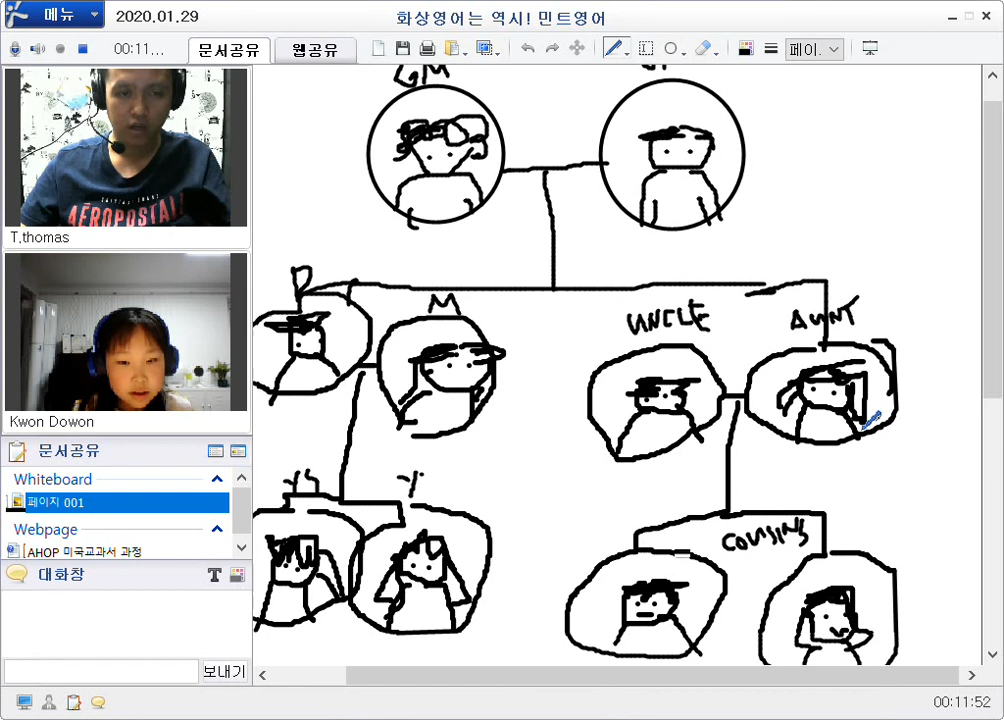 메뉴
2020.01.29
화상영어는 역시! 민트영어
00:11...
문서공유
웹공유
페이.
GM
T.thomas
AÉROPOSTALE
M
UNCLE
AUNT
Kwon Dowon
문서공유
Whiteboard
페이지 001
Webpage
[AHOP 미국교과서 과정
대화창
T
YS
Y
COUSINS
보내기
00:11:52